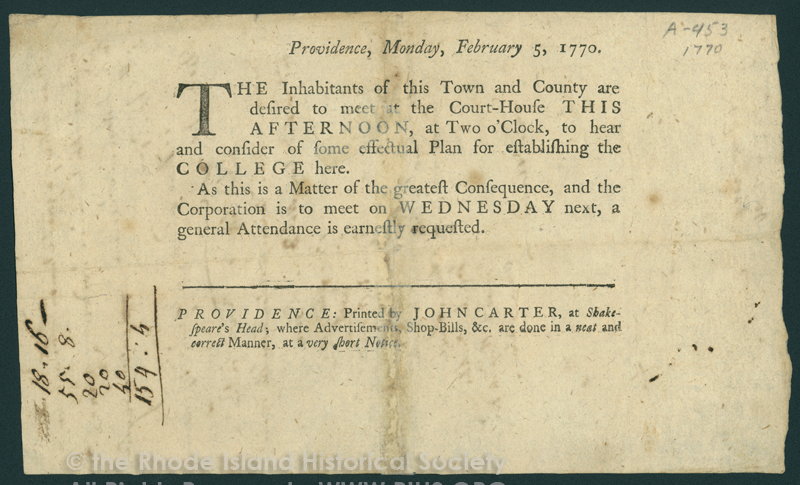 A-453
1770
Providence, Monday, February 5, 1770.
THE Inhabitants of this Town and County are
deſired to meet at the Court-Houſe THIS
AFTERNOON, at Two o'Clock, to hear
and conſider of ſome effectual Plan for eſtabliſhing the
COLLEGE here.
As this is a Matter of the greateſt Conſequence, and the
Corporation is to meet on WEDNESDAY next, a
general Attendance is earneſtly requeſted.
PROVIDENCE: Printed by JOHN CARTER, at Shake-
ſpeare's Head; where Advertiſements, Shop-Bills, &c. are done in a neat and
correct Manner, at a very ſhort Notice.
18-16-
55-8.
20
20
40
154:4
© the Rhode Island Historical Society